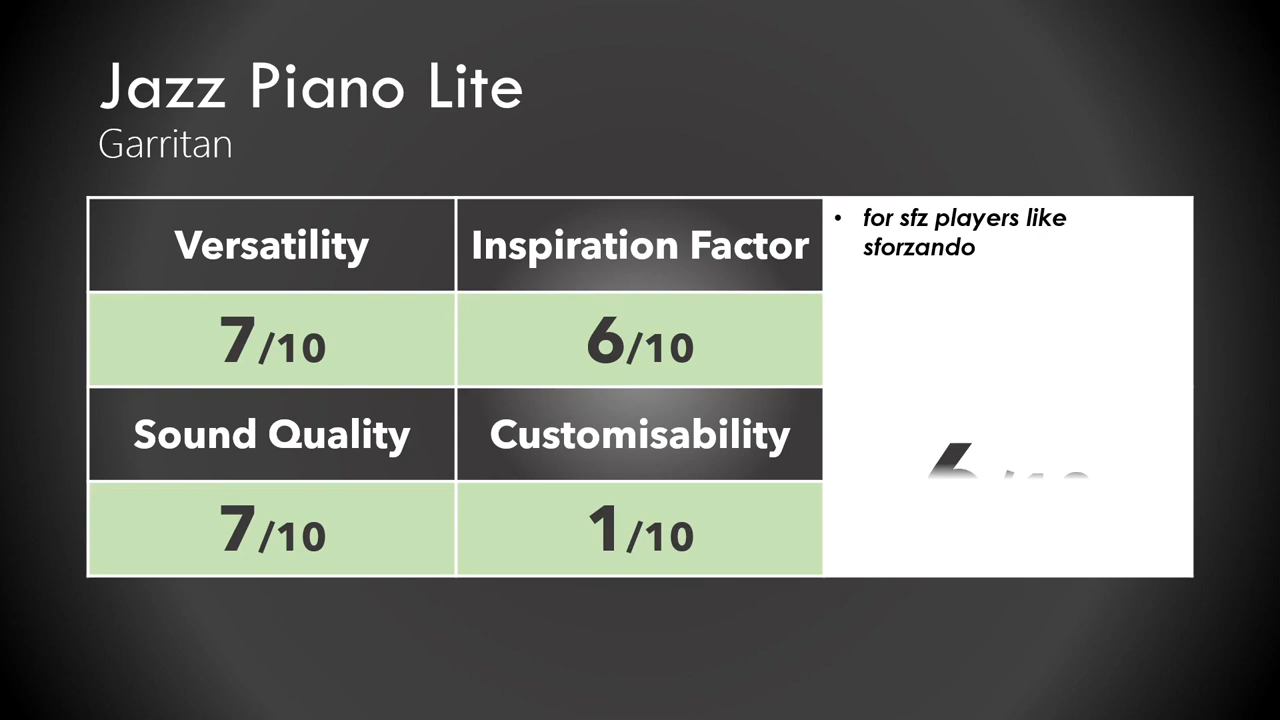 Jazz Piano Lite
Garritan
Versatility
Inspiration Factor
• for sfz players like
sforzando
7/10
6/10
Sound Quality
Customisability
7/10
1/10